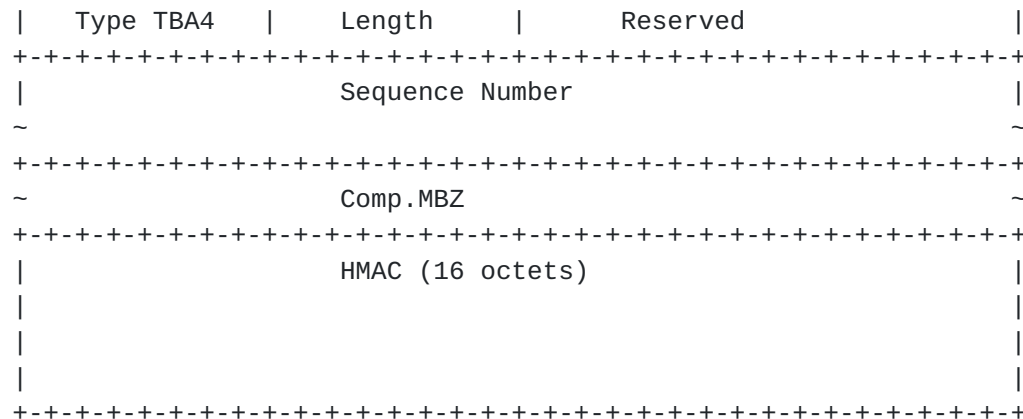 |   Type TBA4   |    Length     |      Reserved                 |
+-+-+-+-+-+-+-+-+-+-+-+-+-+-+-+-+-+-+-+-+-+-+-+-+-+-+-+-+-+-+-+-+
|                    Sequence Number                            |
~                                                               ~
+-+-+-+-+-+-+-+-+-+-+-+-+-+-+-+-+-+-+-+-+-+-+-+-+-+-+-+-+-+-+-+-+
~                    Comp.MBZ                                   ~
+-+-+-+-+-+-+-+-+-+-+-+-+-+-+-+-+-+-+-+-+-+-+-+-+-+-+-+-+-+-+-+-+
|                    HMAC (16 octets)                           |
|                                                               |
|                                                               |
|                                                               |
+-+-+-+-+-+-+-+-+-+-+-+-+-+-+-+-+-+-+-+-+-+-+-+-+-+-+-+-+-+-+-+-+